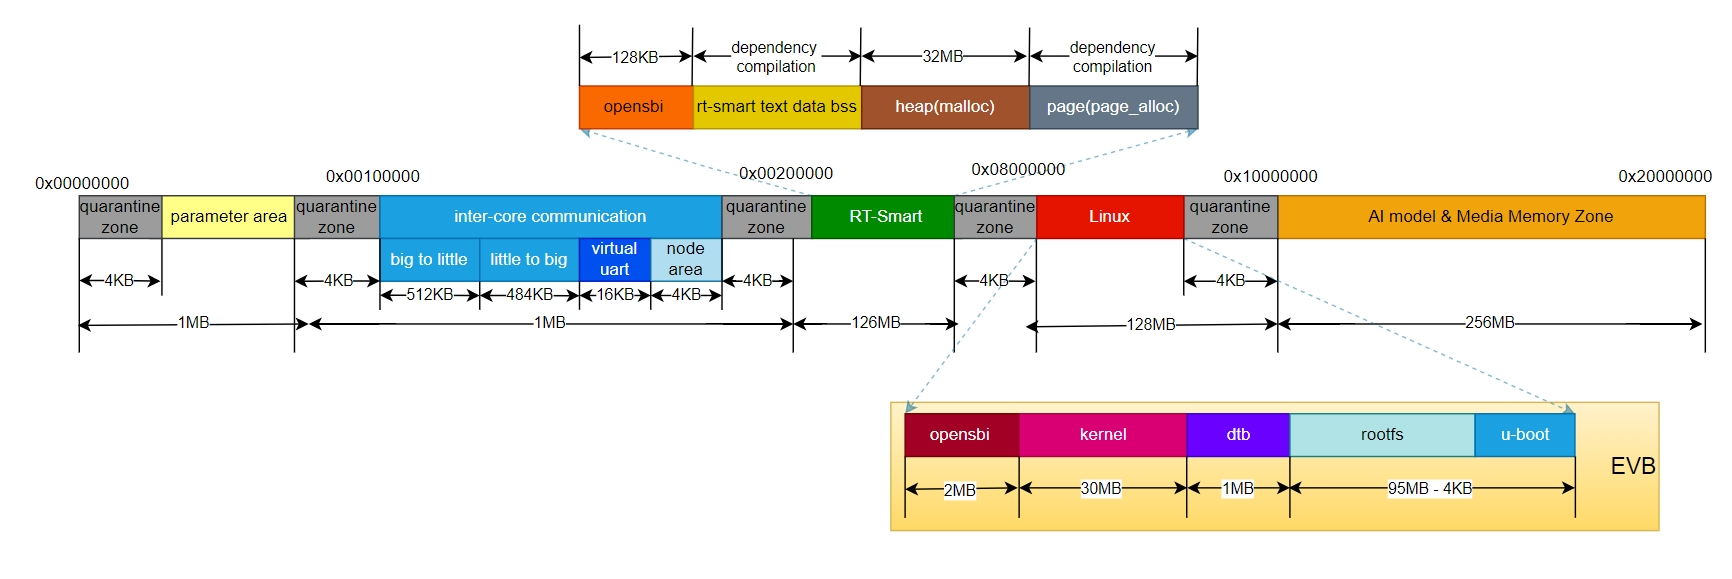 128KB
dependency
compilation
32MB
dependency
compilation
opensbi
rt-smart text data bss
heap(malloc)
page(page_alloc)
0x00000000
0x00100000
0x00200000
0x08000000
0x10000000
0x20000000
quarantine
zone
parameter area
quarantine
zone
inter-core communication
quarantine
zone
RT-Smart
quarantine
zone
Linux
quarantine
zone
AI model & Media Memory Zone
big to little
little to big
virtual
uart
node
area
4KB
4KB
512KB
484KB
16KB
4KB
4KB
4KB
4KB
1MB
1MB
126MB
128MB
256MB
opensbi
kernel
dtb
rootfs
u-boot
EVB
2MB
30MB
1MB
95MB - 4KB